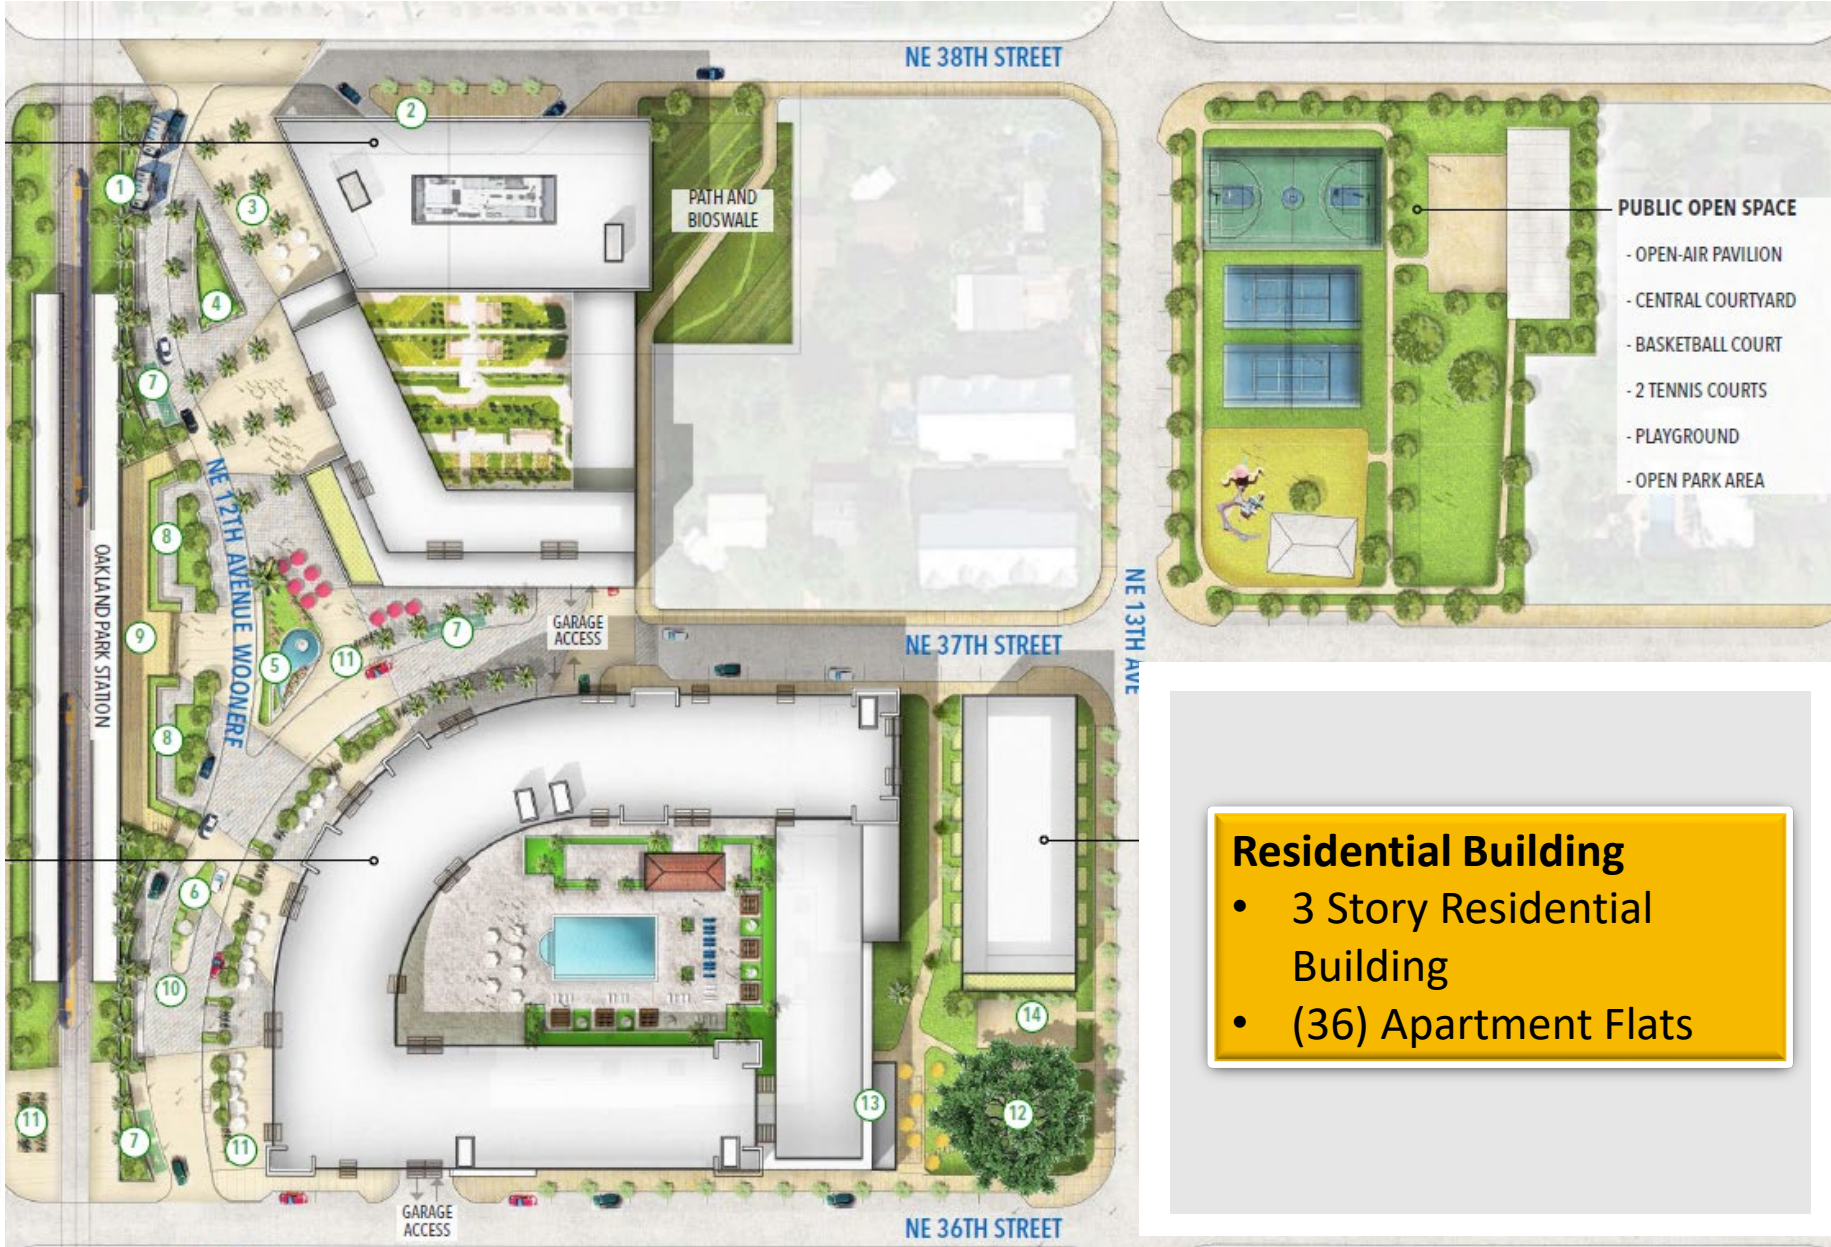 NE 38TH STREET
2
1
3
PATH AND
BIOSWALE
PUBLIC OPEN SPACE
- OPEN-AIR PAVILION
- CENTRAL COURTYARD
- BASKETBALL COURT
- 2 TENNIS COURTS
- PLAYGROUND
- OPEN PARK AREA
4
7
8
NE 12TH AVENUE WOONERF
OAKLAND PARK STATION
9
5
11
7
GARAGE
ACCESS
NE 37TH STREET
NE 13TH AVE
8
6
10
Residential Building
• 3 Story Residential
Building
• (36) Apartment Flats
14
13
12
11
7
11
GARAGE
ACCESS
NE 36TH STREET